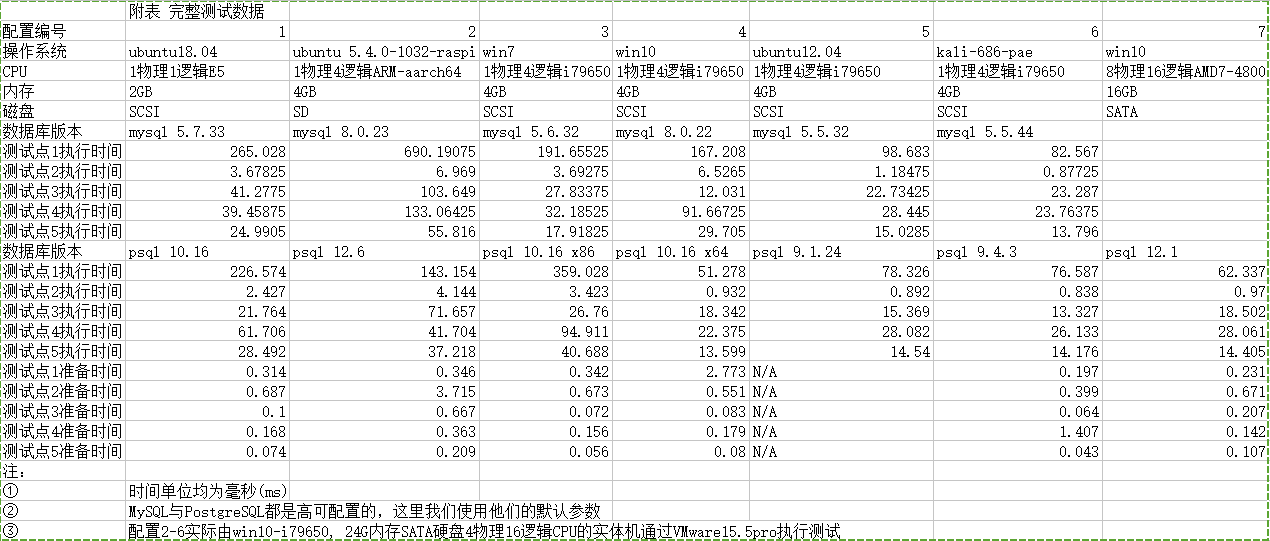 附表 完整测试数据
配置编号 1 2 3 4 5 6 7
操作系统 ubuntu18.04 ubuntu 5.4.0-1032-raspi win7 win10 ubuntu12.04 kali-686-pae win10
CPU 1物理1逻辑E5 1物理4逻辑ARM-aarch64 1物理4逻辑i79650 1物理4逻辑i79650 1物理4逻辑i79650 1物理4逻辑i79650 8物理16逻辑AMD7-4800
内存 2GB 4GB 4GB 4GB 4GB 4GB 16GB
磁盘 SCSI SD SCSI SCSI SCSI SCSI SATA
数据库版本 mysql 5.7.33 mysql 8.0.23 mysql 5.6.32 mysql 8.0.22 mysql 5.5.32 mysql 5.5.44
测试点1执行时间 265.028 690.19075 191.65525 167.208 98.683 82.567
测试点2执行时间 3.67825 6.969 3.69275 6.5265 1.18475 0.87725
测试点3执行时间 41.2775 103.649 27.83375 12.031 22.73425 23.287
测试点4执行时间 39.45875 133.06425 32.18525 91.66725 28.445 23.76375
测试点5执行时间 24.9905 55.816 17.91825 29.705 15.0285 13.796
数据库版本 psql 10.16 psql 12.6 psql 10.16 x86 psql 10.16 x64 psql 9.1.24 psql 9.4.3 psql 12.1
测试点1执行时间 226.574 143.154 359.028 51.278 78.326 76.587 62.337
测试点2执行时间 2.427 4.144 3.423 0.932 0.892 0.838 0.97
测试点3执行时间 21.764 71.657 26.76 18.342 15.369 13.327 18.502
测试点4执行时间 61.706 41.704 94.911 22.375 28.082 26.133 28.061
测试点5执行时间 28.492 37.218 40.688 13.599 14.54 14.176 14.405
测试点1准备时间 0.314 0.346 0.342 2.773 N/A 0.197 0.231
测试点2准备时间 0.687 3.715 0.673 0.551 N/A 0.399 0.671
测试点3准备时间 0.1 0.667 0.072 0.083 N/A 0.064 0.207
测试点4准备时间 0.168 0.363 0.156 0.179 N/A 1.407 0.142
测试点5准备时间 0.074 0.209 0.056 0.08 N/A 0.043 0.107
注:
① 时间单位均为毫秒(ms)
② MySQL与PostgreSQL都是高可配置的, 这里我们使用他们的默认参数
③ 配置2-6实际由win10-i79650, 24G内存SATA硬盘4物理16逻辑CPU的实体机通过VMware15.5pro执行测试